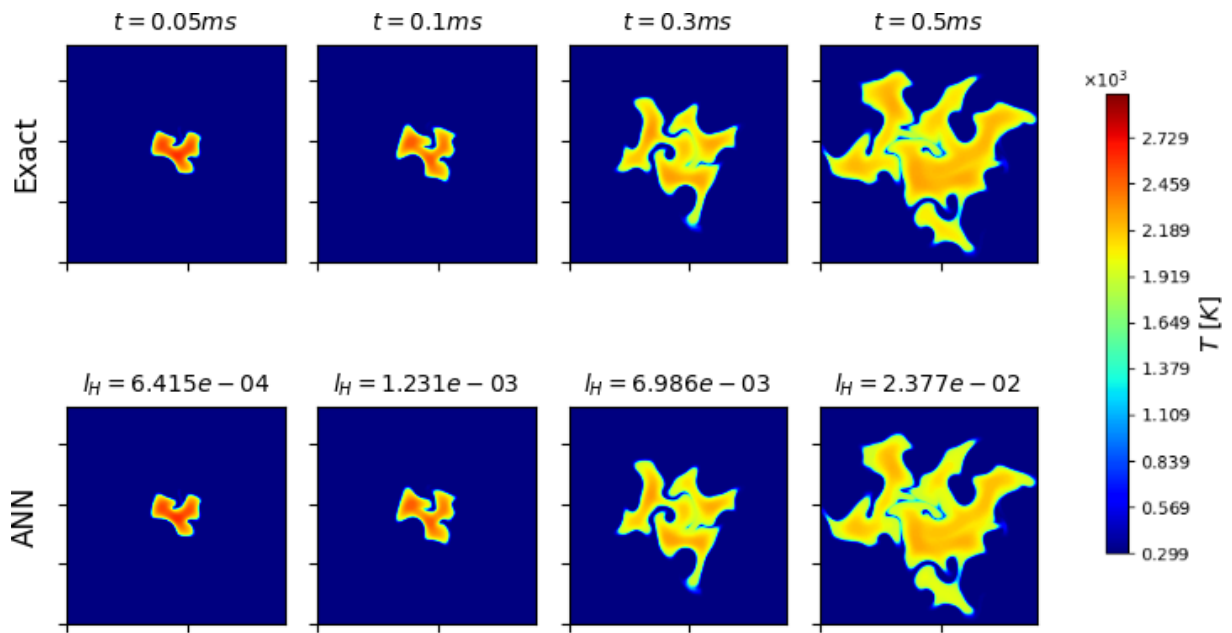 t = 0.05ms
t = 0.1ms
t = 0.3ms
t = 0.5ms
Exact
×10³
2.729
2.459
2.189
1.919
1.649
1.379
1.109
0.839
0.569
0.299
T [K]
l_H = 6.415e − 04
l_H = 1.231e − 03
l_H = 6.986e − 03
l_H = 2.377e − 02
ANN